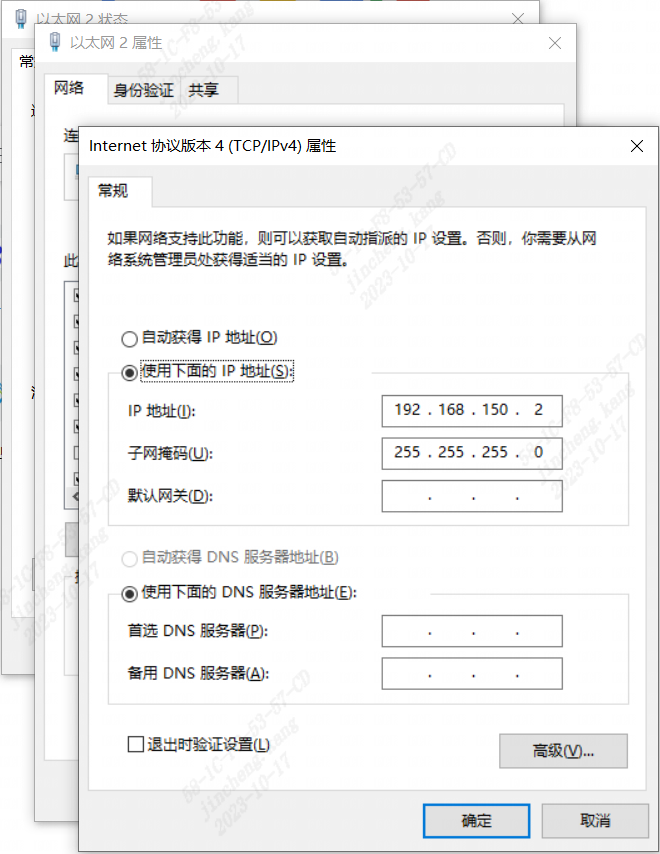 以太网 2 状态
以太网 2 属性
网络
身份验证
共享
Internet 协议版本 4 (TCP/IPv4) 属性
常规
如果网络支持此功能，则可以获取自动指派的 IP 设置。否则，你需要从网
络系统管理员处获得适当的 IP 设置。
自动获得 IP 地址(O)
使用下面的 IP 地址(S):
IP 地址(I):
192 . 168 . 150 . 2
子网掩码(U):
255 . 255 . 255 . 0
默认网关(D):
. . .
自动获得 DNS 服务器地址(B)
使用下面的 DNS 服务器地址(E):
首选 DNS 服务器(P):
. . .
备用 DNS 服务器(A):
. . .
退出时验证设置(L)
高级(V)...
确定
取消
58-1C-F8-53-57-CD
jincheng.kang
2023-10-17